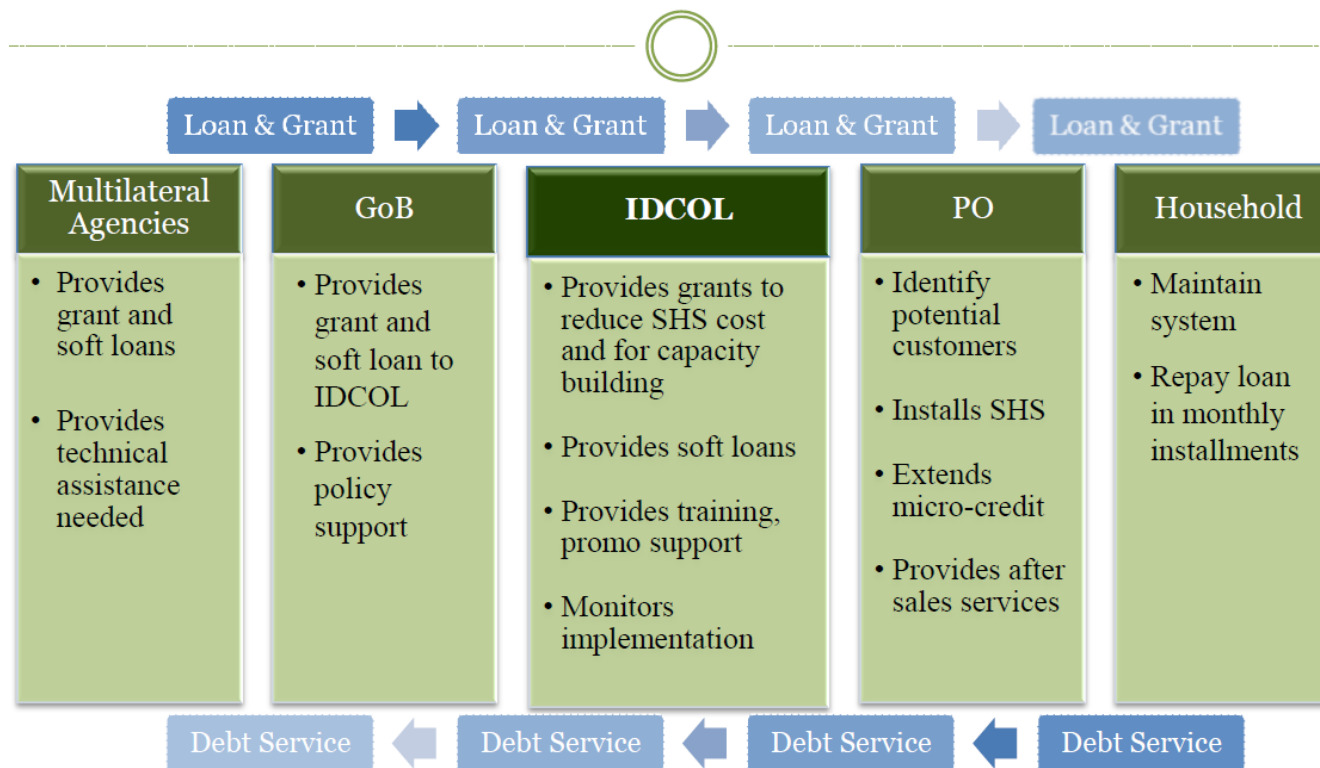 Loan & Grant
Loan & Grant
Loan & Grant
Loan & Grant
Multilateral
Agencies
• Provides
grant and
soft loans
• Provides
technical
assistance
needed
GoB
• Provides
grant and
soft loan to
IDCOL
• Provides
policy
support
IDCOL
• Provides grants to
reduce SHS cost
and for capacity
building
• Provides soft loans
• Provides training,
promo support
• Monitors
implementation
PO
• Identify
potential
customers
• Installs SHS
• Extends
micro-credit
• Provides after
sales services
Household
• Maintain
system
• Repay loan
in monthly
installments
Debt Service
Debt Service
Debt Service
Debt Service